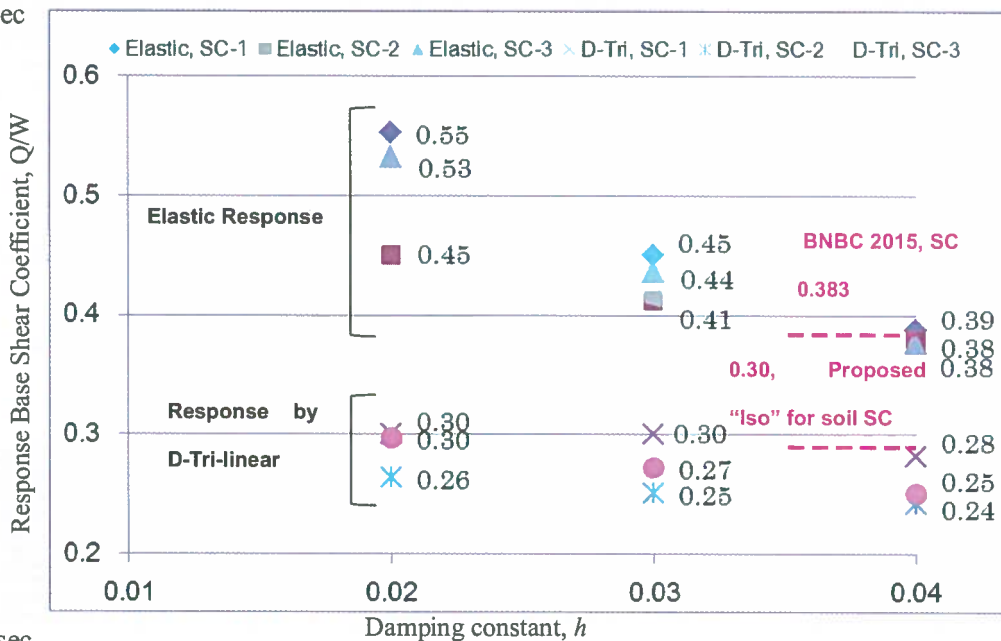 ec
Elastic, SC-1 Elastic, SC-2 Elastic, SC-3 D-Tri, SC-1 D-Tri, SC-2 D-Tri, SC-3
Response Base Shear Coefficient, Q/W
0.6
0.5
0.4
0.3
0.2
0.55
0.53
Elastic Response
0.45
0.45
0.44
0.41
BNBC 2015, SC
0.383
0.39
0.38
0.38
0.30, Proposed
"Iso" for soil SC
Response by
D-Tri-linear
0.30
0.30
0.26
0.30
0.27
0.25
0.28
0.25
0.24
0.01 0.02 0.03 0.04
Damping constant, h
sec